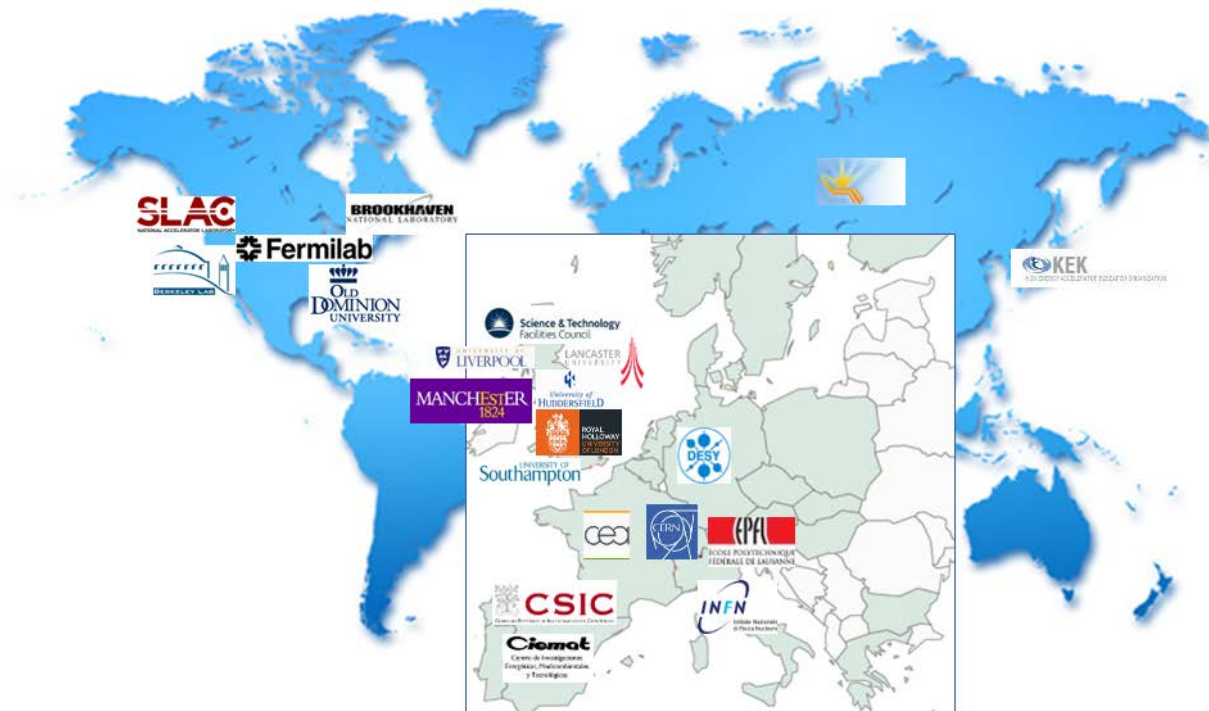 SLAC
NATIONAL ACCELERATOR LABORATORY
BROOKHAVEN
NATIONAL LABORATORY
Fermilab
BERKELEY LAB
OLD
DOMINION
UNIVERSITY
KEK
Science & Technology
Facilities Council
UNIVERSITY OF
LIVERPOOL
LANCASTER
UNIVERSITY
MANCHESTER
1824
University of
HUDDERSFIELD
ROYAL
HOLLOWAY
UNIVERSITY
OF LONDON
UNIVERSITY OF
Southampton
DESY
cea
CERN
EPFL
ECOLE POLYTECHNIQUE
FÉDÉRALE DE LAUSANNE
CSIC
INFN
Istituto Nazionale
di Fisica Nucleare
Ciemat
Centro de Investigaciones
Energéticas, Medioambientales
y Tecnológicas